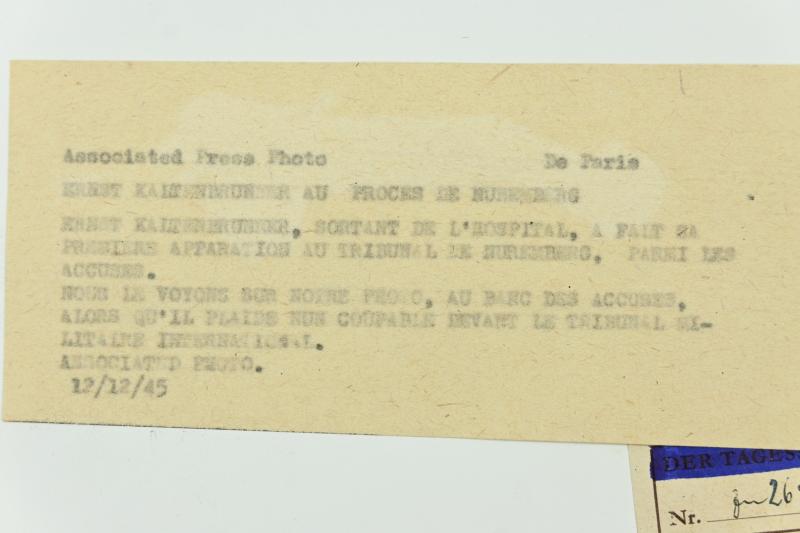 Associated Press Photo De Paris
ERNST KALTENBRUNNER AU PROCES DE NUREMBERG
ERNST KALTENBRUNNER, SORTANT DE L'HOSPITAL, A FAIT SA
PREMIERE APPARATION AU TRIBUNAL DE NUREMBERG, PARMI LES
ACCUSES.
NOUS LE VOYONS SUR NOTRE PHOTO, AU BANC DES ACCUSES,
ALORS QU'IL PLAIDE NUN COUPABLE DEVANT LE TRIBUNAL MI-
LITAIRE INTERNATIONAL.
ASSOCIATED PHOTO.
12/12/45
DER TAGES
Nr.